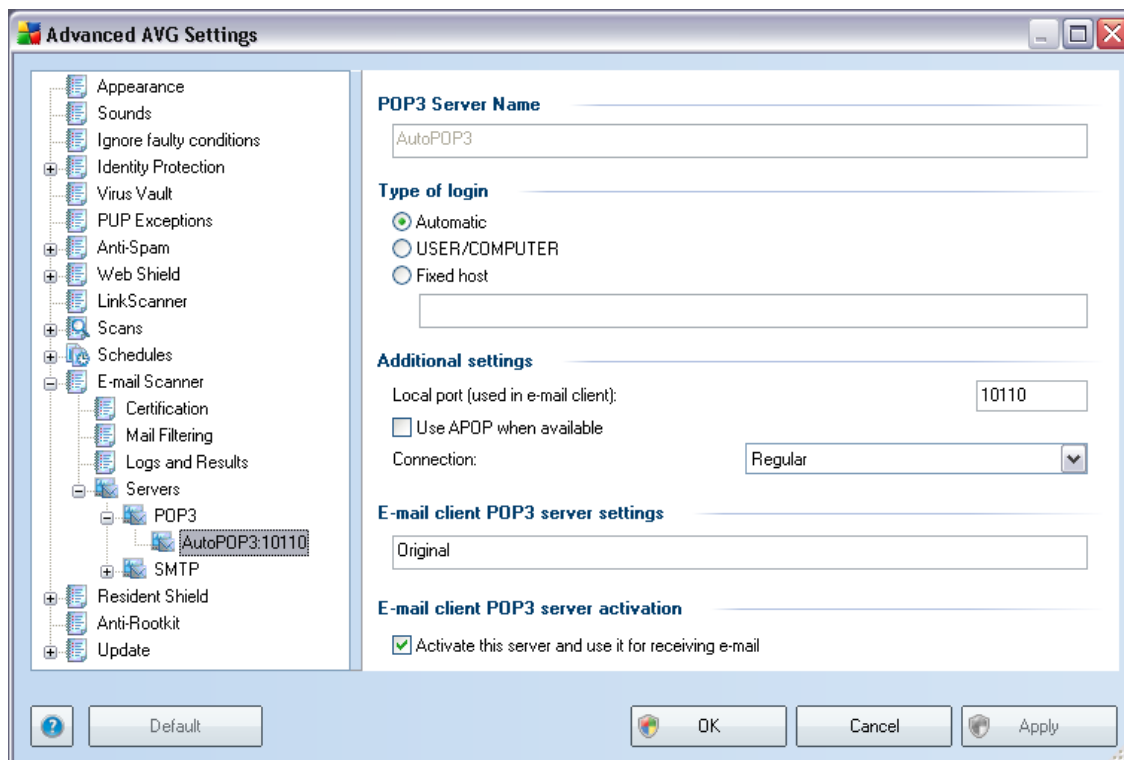 Advanced AVG Settings
Appearance
Sounds
Ignore faulty conditions
Identity Protection
Virus Vault
PUP Exceptions
Anti-Spam
Web Shield
LinkScanner
Scans
Schedules
E-mail Scanner
Certification
Mail Filtering
Logs and Results
Servers
POP3
AutoPOP3:10110
SMTP
Resident Shield
Anti-Rootkit
Update
POP3 Server Name
AutoPOP3
Type of login
Automatic
USER/COMPUTER
Fixed host
Additional settings
Local port (used in e-mail client): 10110
Use APOP when available
Connection: Regular
E-mail client POP3 server settings
Original
E-mail client POP3 server activation
Activate this server and use it for receiving e-mail
? Default OK Cancel Apply